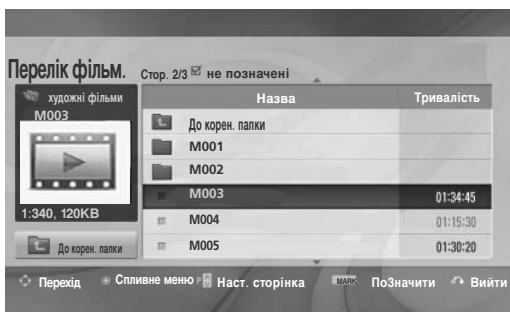 Перелік фільм. Стор. 2/3 не позначені
художні фільми
M003
1:340, 120KB
До корен. папки
Назва Тривалість
До корен. папки
M001
M002
M003 01:34:45
M004 01:15:30
M005 01:30:20
Перехід Спливне меню P Наст. сторінка MARK ПоЗначити Вийти